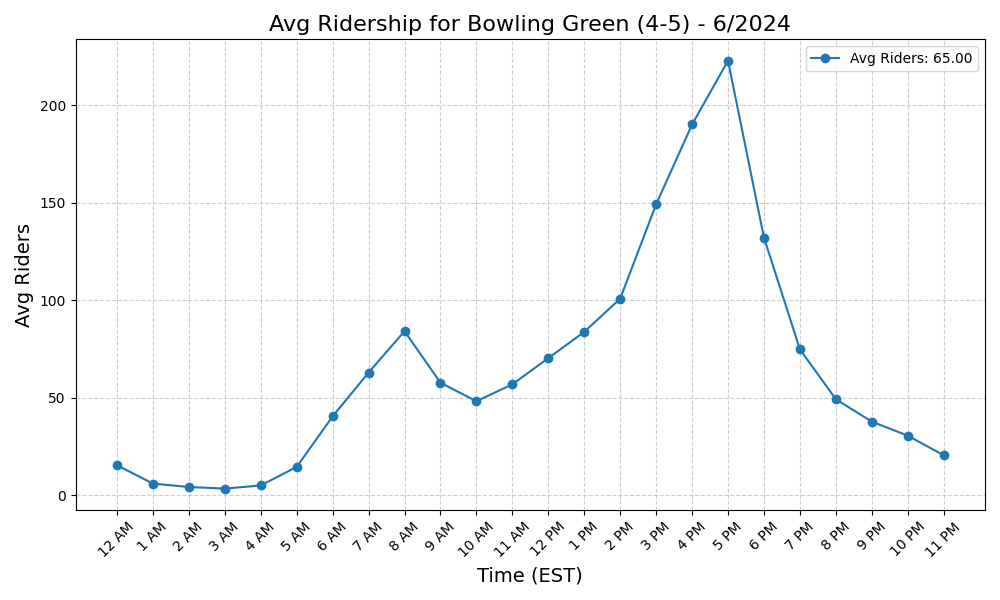 Avg Ridership for Bowling Green (4-5) - 6/2024
Avg Riders: 65.00
Avg Riders
200
150
100
50
0
12 AM
1 AM
2 AM
3 AM
4 AM
5 AM
6 AM
7 AM
8 AM
9 AM
10 AM
11 AM
12 PM
1 PM
2 PM
3 PM
4 PM
5 PM
6 PM
7 PM
8 PM
9 PM
10 PM
11 PM
Time (EST)